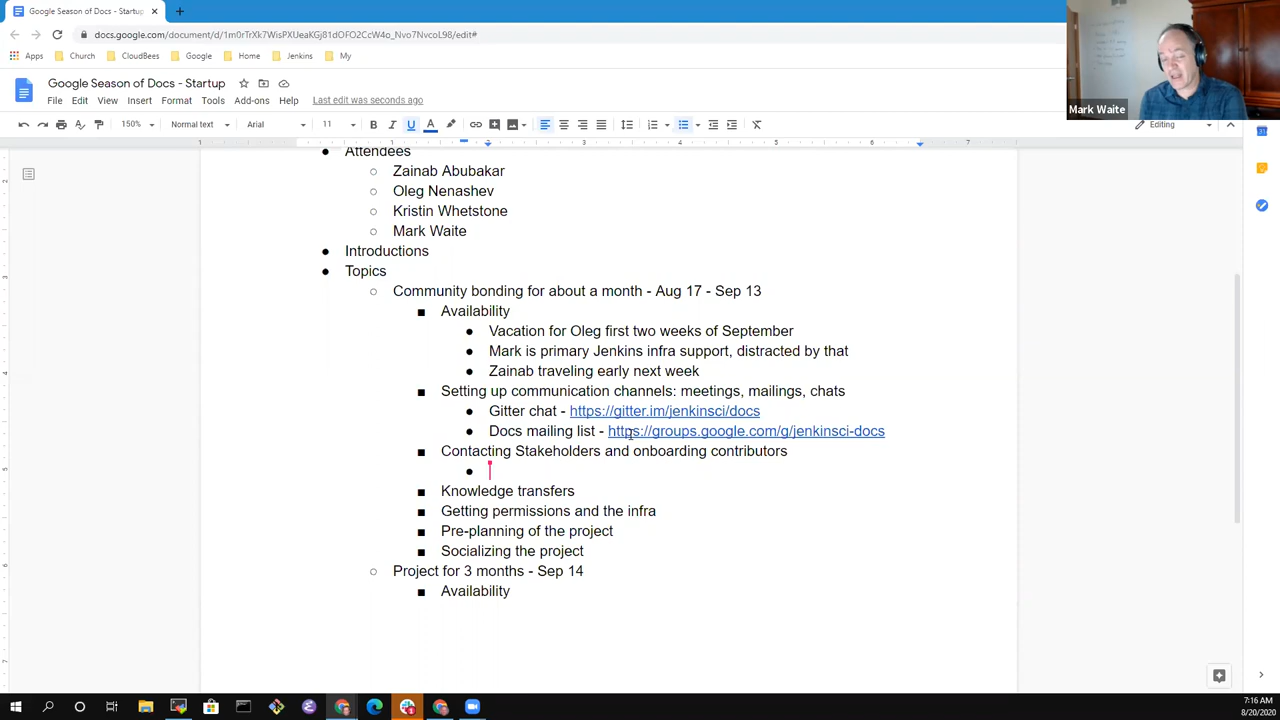 Google Season of Docs - Startup
docs.google.com/document/d/1m0rTrXk7WisPXUeaKGj81dOFO2CcW4o_Nvo7NvcoL98/edit#
Apps Church CloudBees Google Home Jenkins My
Google Season of Docs - Startup
File Edit View Insert Format Tools Add-ons Help Last edit was seconds ago
150% Normal text Arial 11 B I U A Editing
Mark Waite
1 2 3 4 5 6 7
Attendees
Zainab Abubakar
Oleg Nenashev
Kristin Whetstone
Mark Waite
Introductions
Topics
Community bonding for about a month - Aug 17 - Sep 13
Availability
Vacation for Oleg first two weeks of September
Mark is primary Jenkins infra support, distracted by that
Zainab traveling early next week
Setting up communication channels: meetings, mailings, chats
Gitter chat - https://gitter.im/jenkinsci/docs
Docs mailing list - https://groups.google.com/g/jenkinsci-docs
Contacting Stakeholders and onboarding contributors
Knowledge transfers
Getting permissions and the infra
Pre-planning of the project
Socializing the project
Project for 3 months - Sep 14
Availability
7:16 AM
8/20/2020